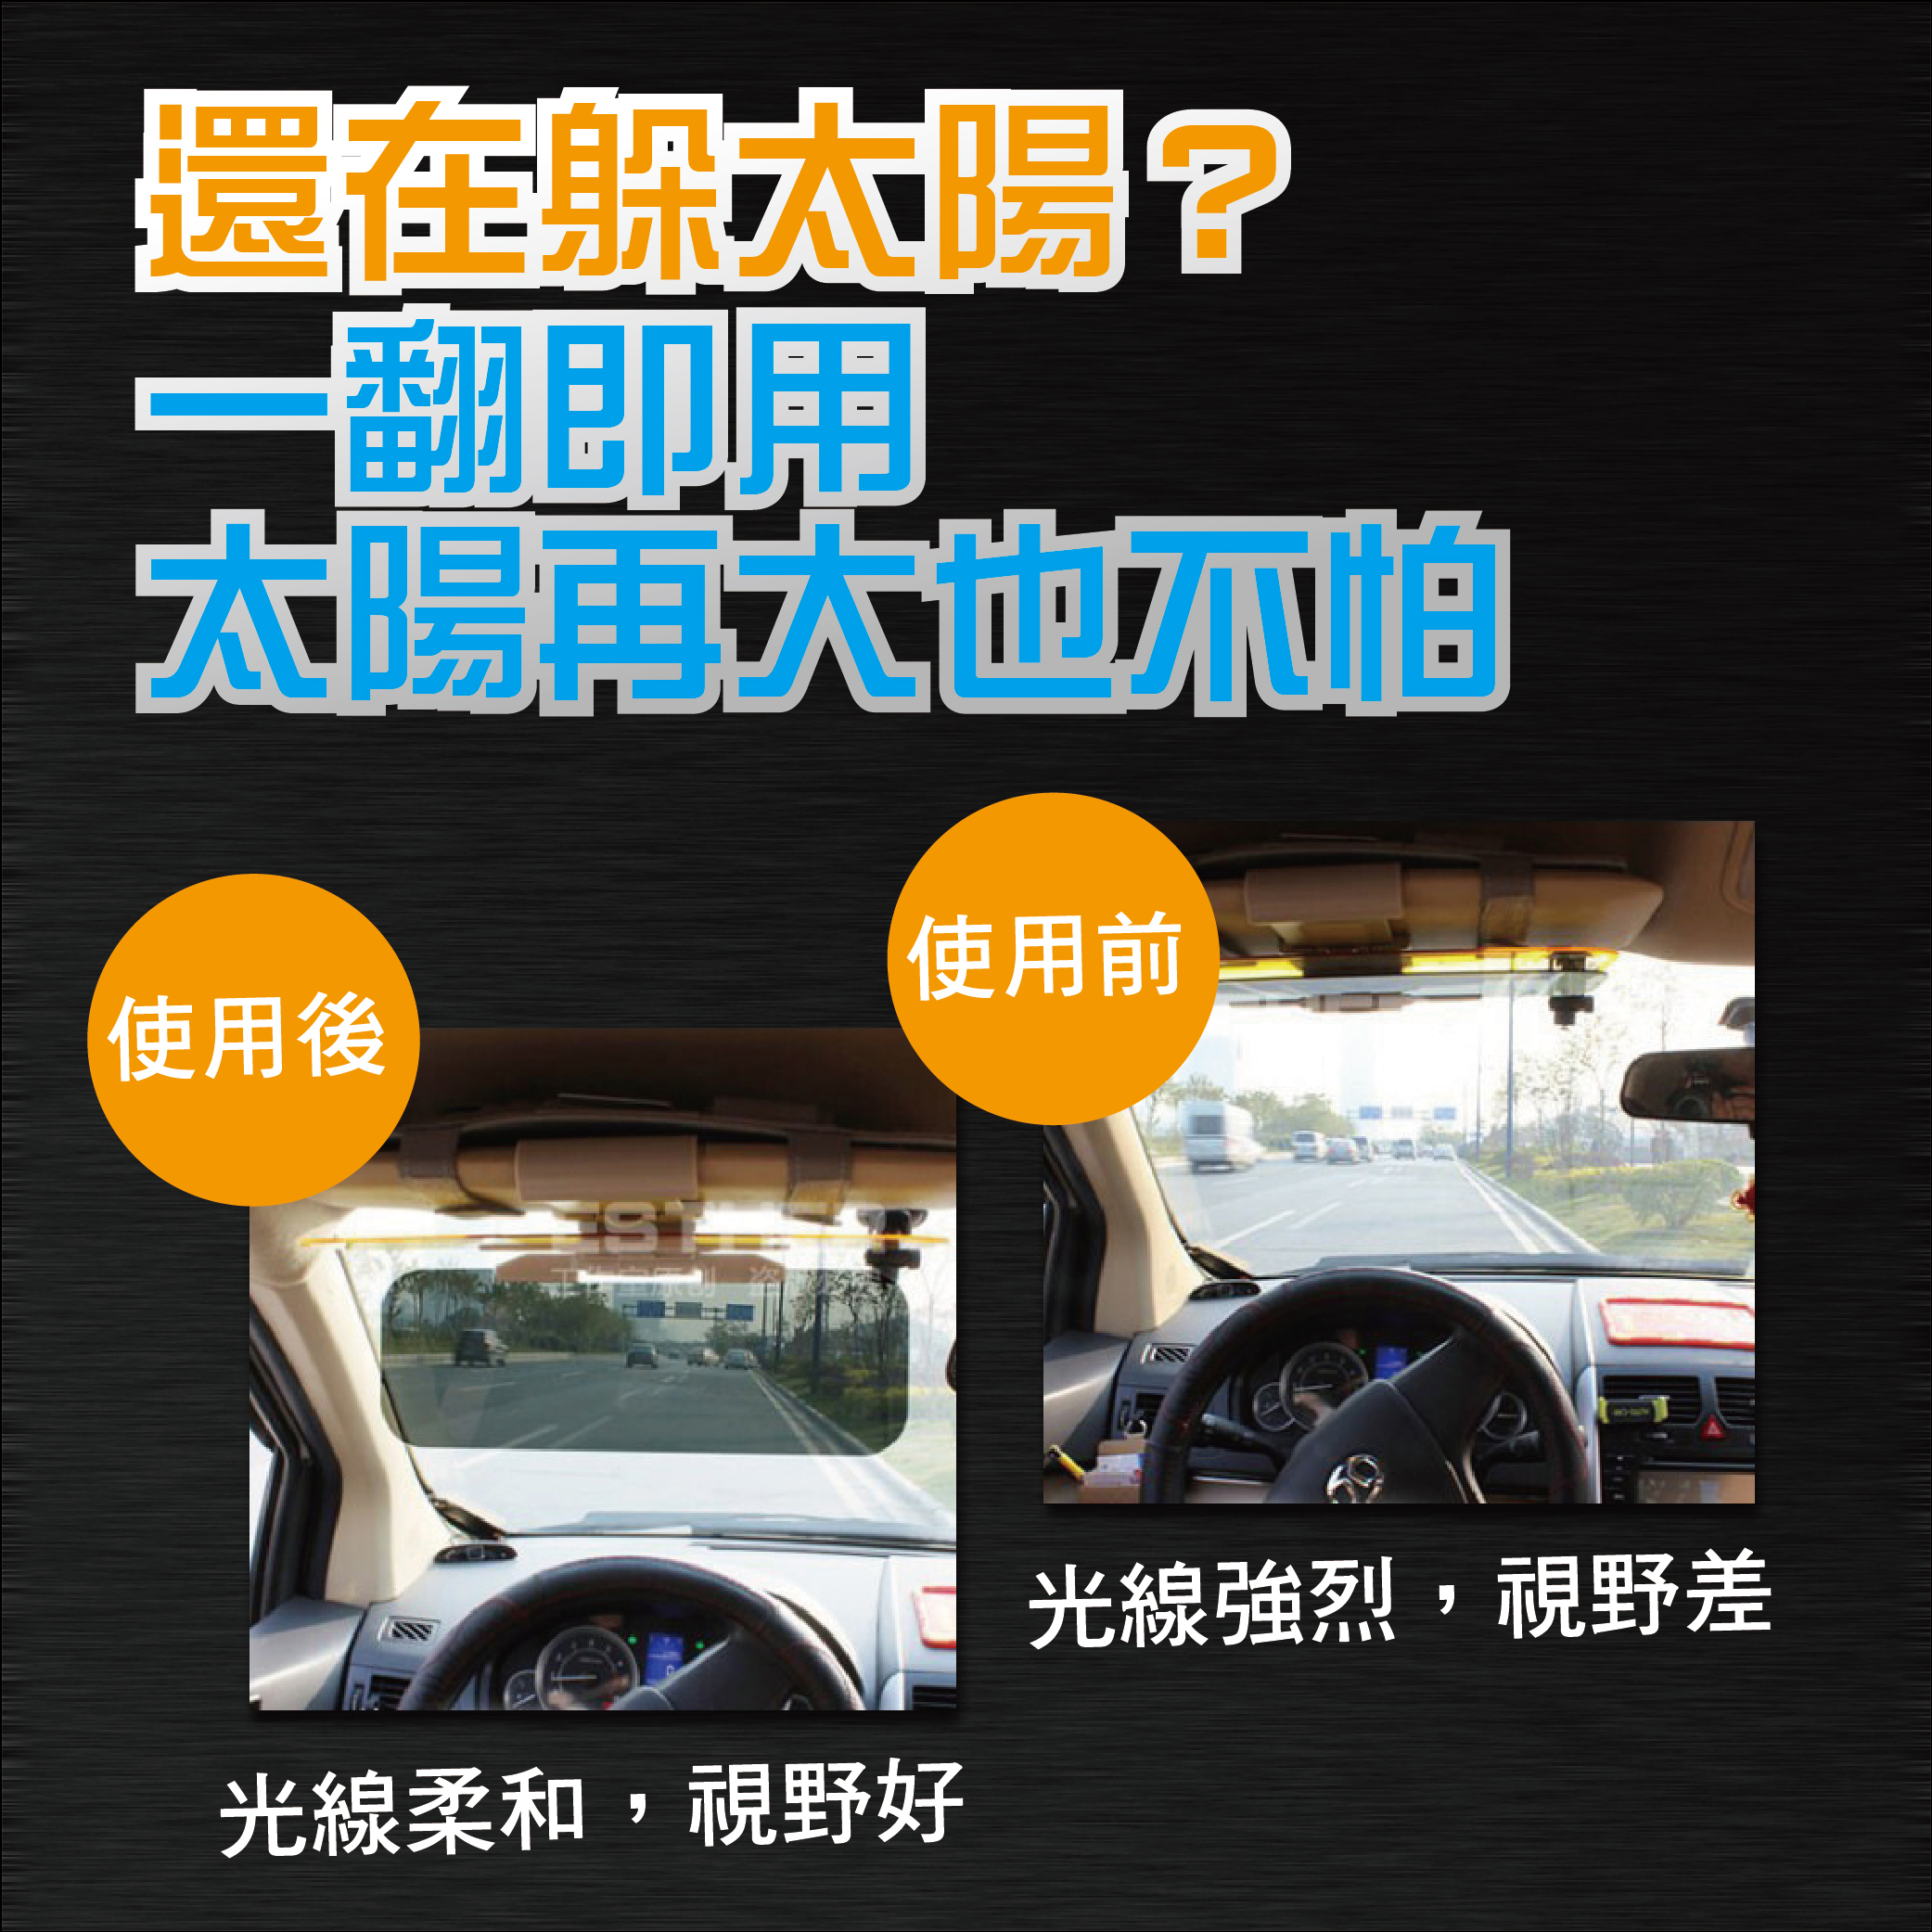 還在躲太陽？
一翻即用
太陽再大也不怕
使用前
使用後
光線強烈，視野差
光線柔和，視野好